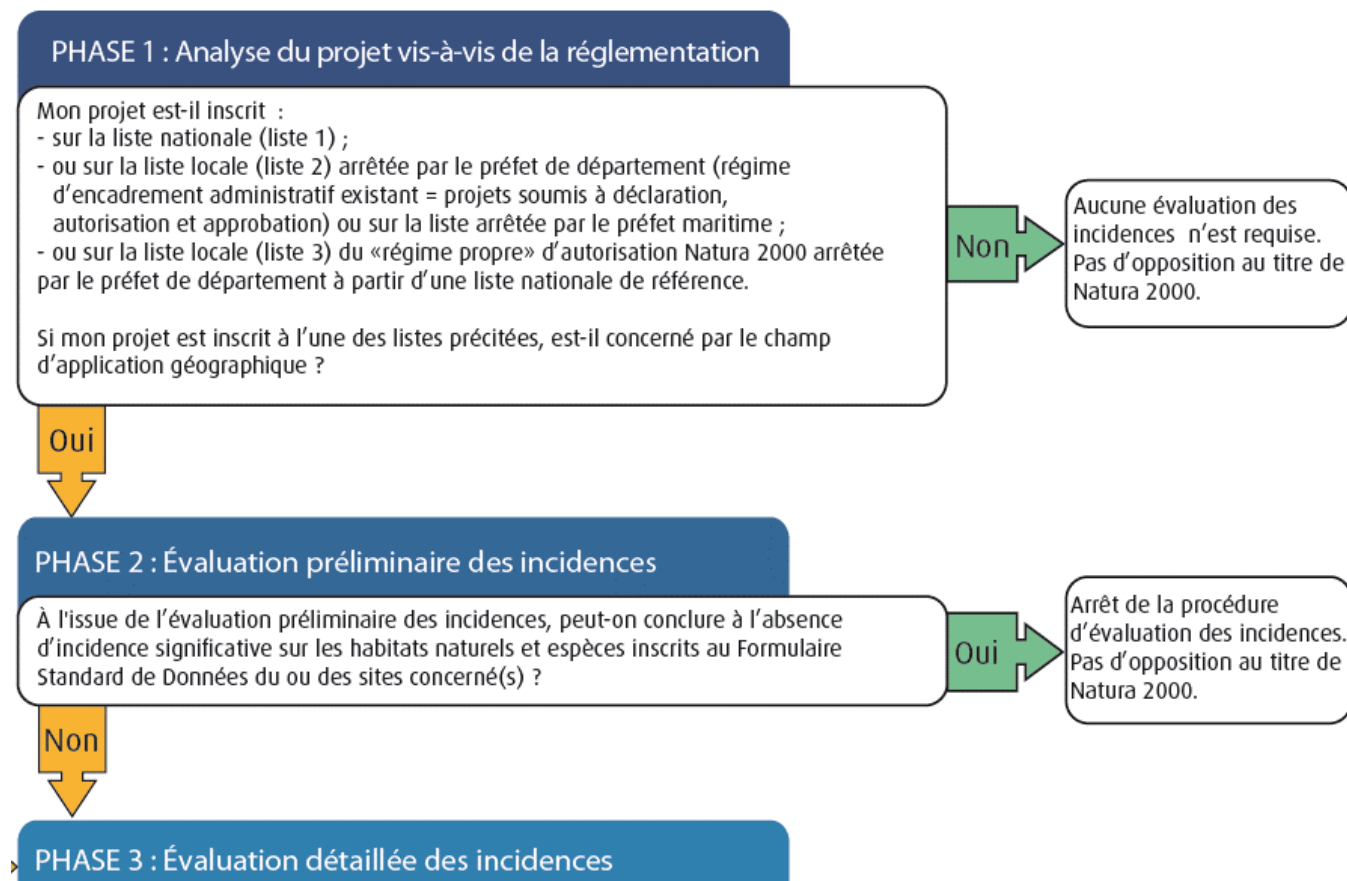 PHASE 1 : Analyse du projet vis-à-vis de la réglementation
Mon projet est-il inscrit :
- sur la liste nationale (liste 1) ;
- ou sur la liste locale (liste 2) arrêtée par le préfet de département (régime
d'encadrement administratif existant = projets soumis à déclaration,
autorisation et approbation) ou sur la liste arrêtée par le préfet maritime ;
- ou sur la liste locale (liste 3) du «régime propre» d'autorisation Natura 2000 arrêtée
par le préfet de département à partir d'une liste nationale de référence.
Si mon projet est inscrit à l'une des listes précitées, est-il concerné par le champ
d'application géographique ?
Non
Aucune évaluation des
incidences n'est requise.
Pas d'opposition au titre de
Natura 2000.
Oui
PHASE 2 : Évaluation préliminaire des incidences
À l'issue de l'évaluation préliminaire des incidences, peut-on conclure à l'absence
d'incidence significative sur les habitats naturels et espèces inscrits au Formulaire
Standard de Données du ou des sites concerné(s) ?
Oui
Arrêt de la procédure
d'évaluation des incidences.
Pas d'opposition au titre de
Natura 2000.
Non
PHASE 3 : Évaluation détaillée des incidences